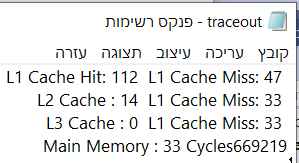 traceout - פנקס רשימות
קובץ עריכה עיצוב תצוגה עזרה
L1 Cache Hit: 112 L1 Cache Miss: 47
L2 Cache : 14 L1 Cache Miss: 33
L3 Cache : 0 L1 Cache Miss: 33
Main Memory : 33 Cycles669219